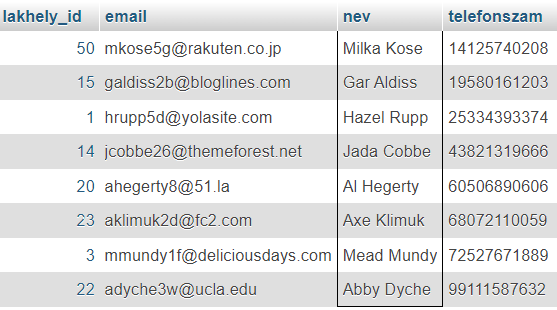 lakhely_id email nev telefonszam
50 mkose5g@rakuten.co.jp Milka Kose 14125740208
15 galdiss2b@bloglines.com Gar Aldiss 19580161203
1 hrupp5d@yolasite.com Hazel Rupp 25334393374
14 jcobbe26@themeforest.net Jada Cobbe 43821319666
20 ahegerty8@51.la Al Hegerty 60506890606
23 aklimuk2d@fc2.com Axe Klimuk 68072110059
3 mmundy1f@deliciousdays.com Mead Mundy 72527671889
22 adyche3w@ucla.edu Abby Dyche 99111587632